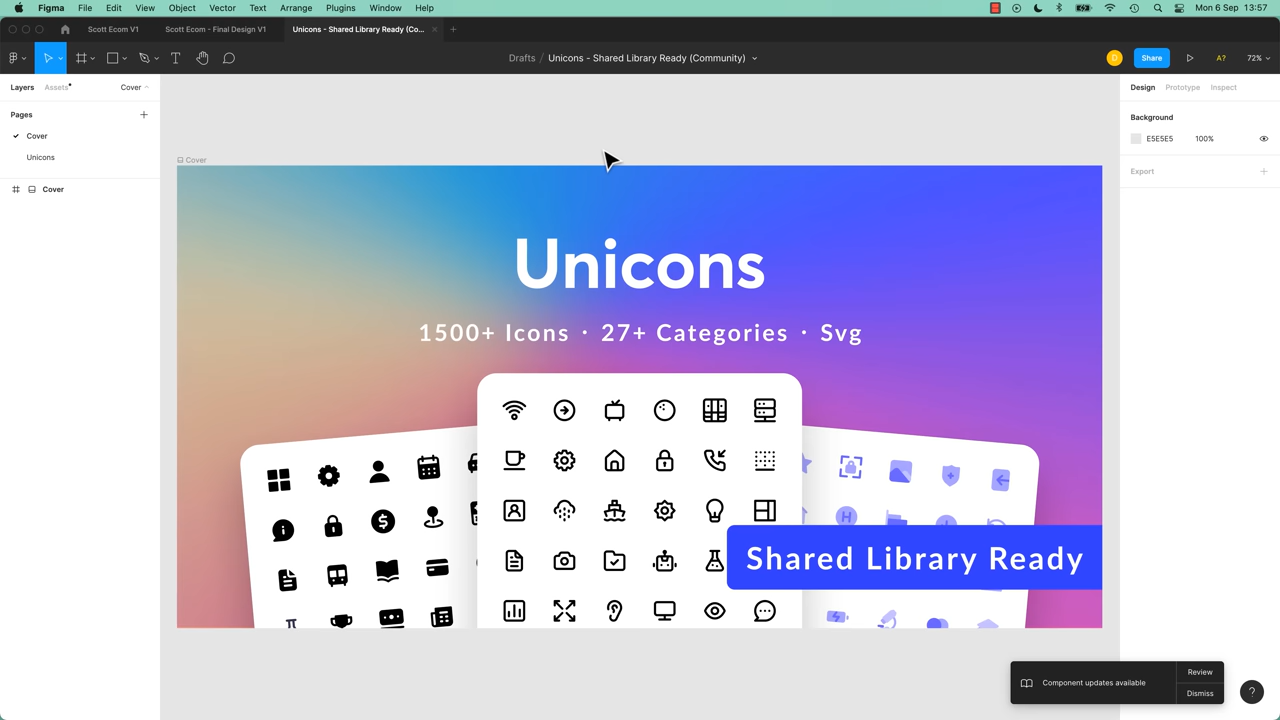 Figma File Edit View Object Vector Text Arrange Plugins Window Help
Mon 6 Sep 13:57
Scott Ecom V1
Scott Ecom - Final Design V1
Unicons - Shared Library Ready (Co...
Drafts / Unicons - Shared Library Ready (Community)
D
Share
A?
72%
Layers
Assets
Cover
Design
Prototype
Inspect
Pages
Background
Cover
E5E5E5
100%
Unicons
Export
Cover
Cover
Unicons
1500+ Icons · 27+ Categories · Svg
H
Shared Library Ready
Component updates available
Review
Dismiss
?